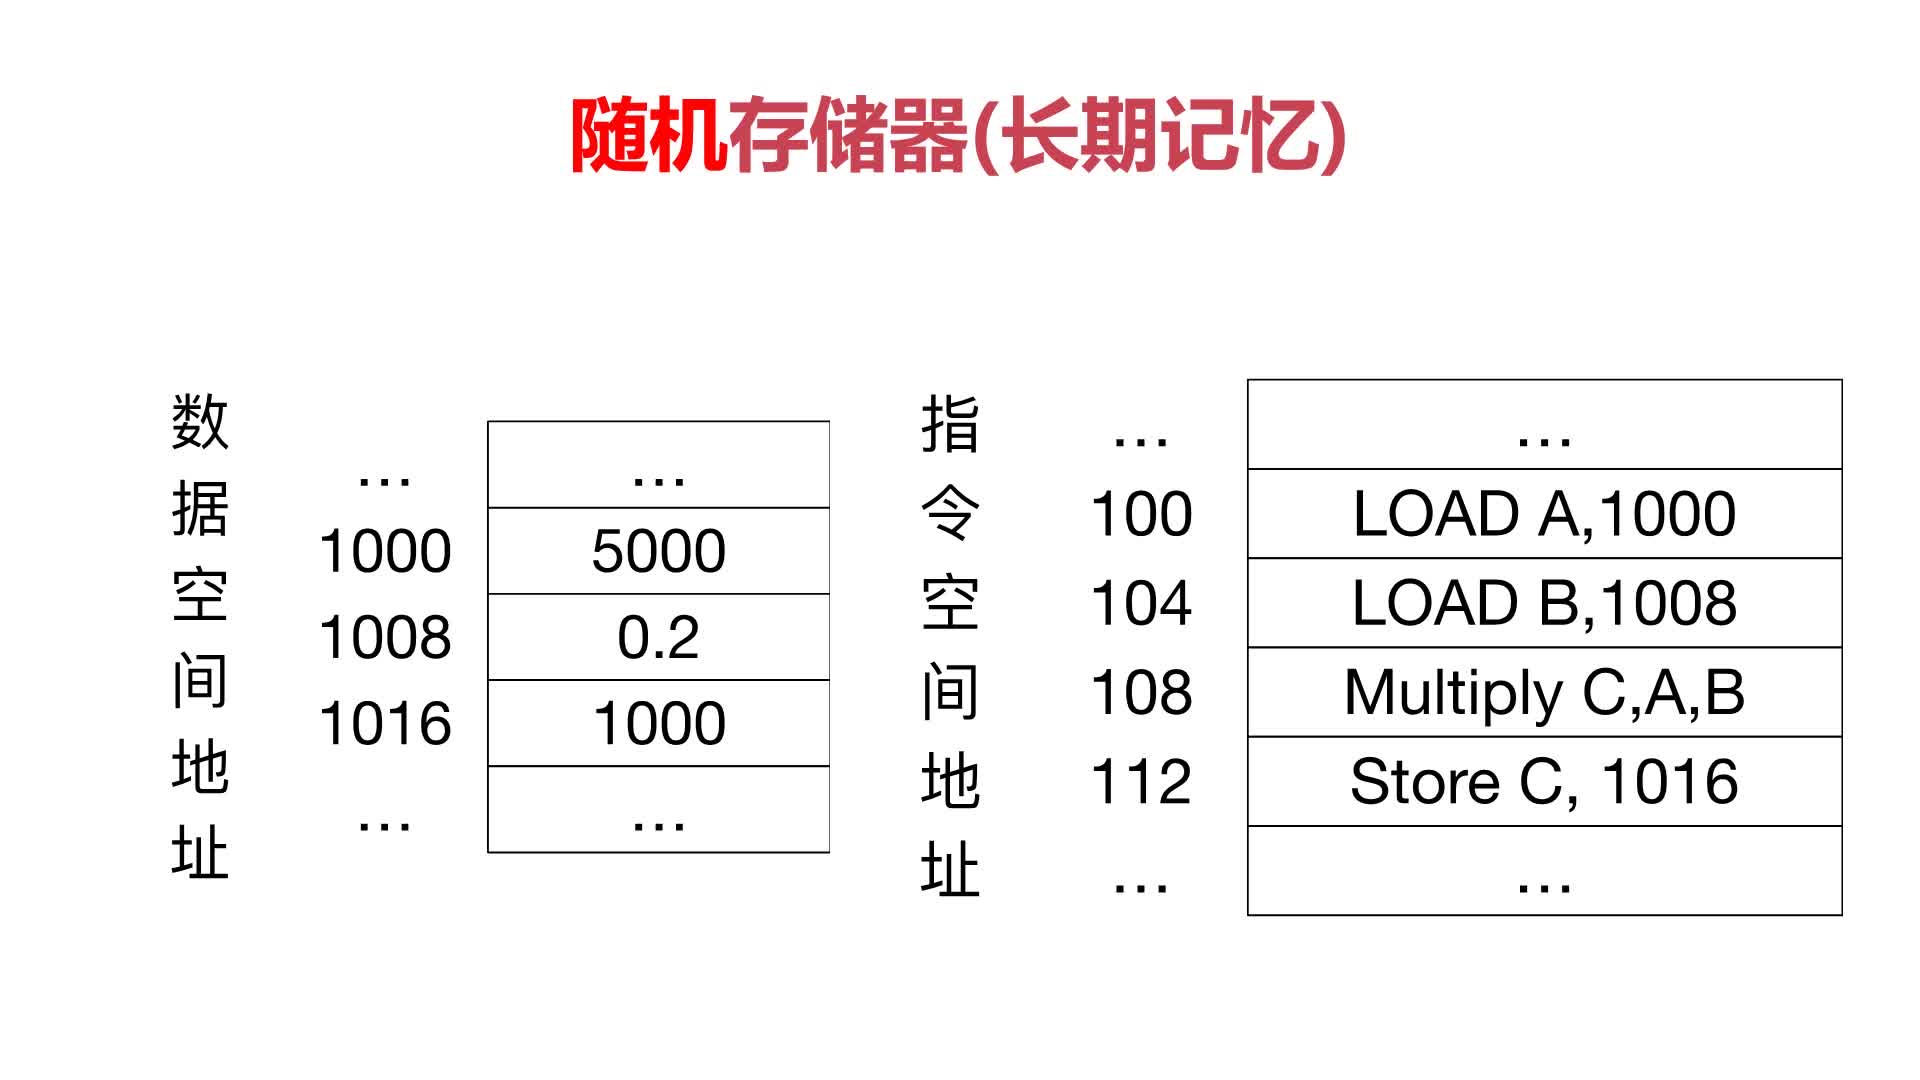 随机存储器(长期记忆)
数据空间地址
... ...
1000 5000
1008 0.2
1016 1000
... ...
指令空间地址
... ...
100 LOAD A,1000
104 LOAD B,1008
108 Multiply C,A,B
112 Store C, 1016
... ...